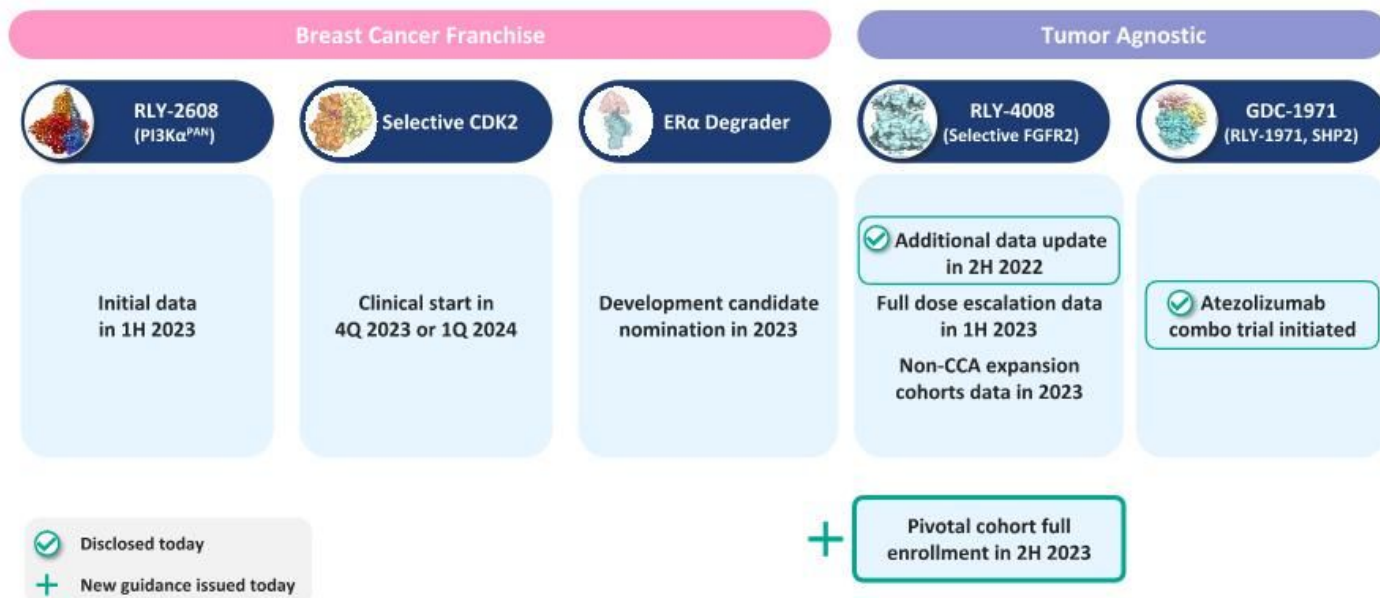 Breast Cancer Franchise
Tumor Agnostic
RLY-2608
(PI3Kα^PAN)
Selective CDK2
ERα Degrader
RLY-4008
(Selective FGFR2)
GDC-1971
(RLY-1971, SHP2)
Initial data
in 1H 2023
Clinical start in
4Q 2023 or 1Q 2024
Development candidate
nomination in 2023
Additional data update
in 2H 2022
Full dose escalation data
in 1H 2023
Non-CCA expansion
cohorts data in 2023
Atezolizumab
combo trial initiated
+
Pivotal cohort full
enrollment in 2H 2023
Disclosed today
+ New guidance issued today